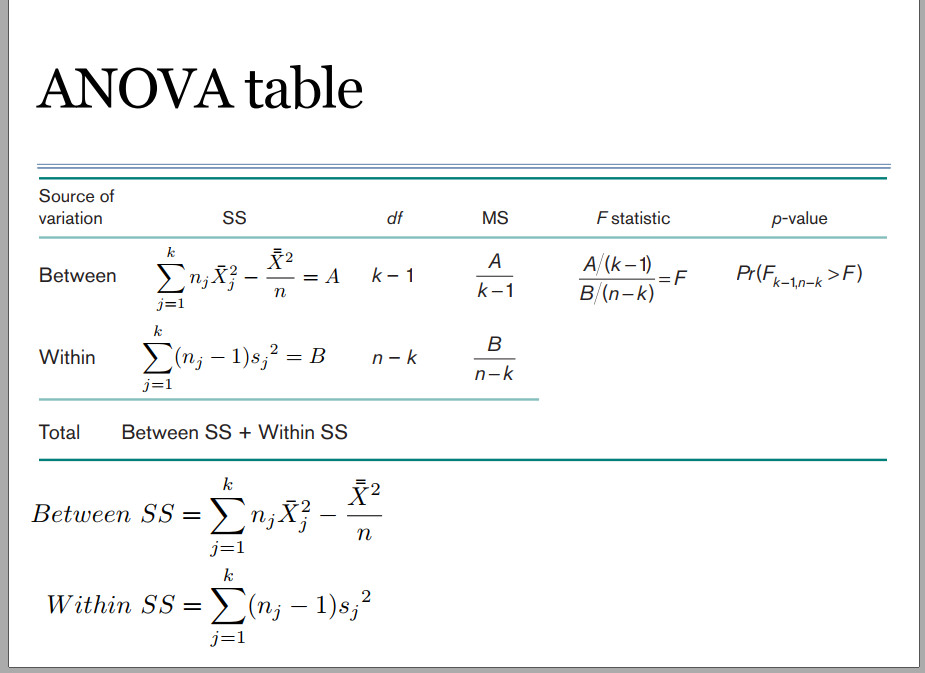 ANOVA table
Source of
variation SS df MS F statistic p-value
Between \sum_{j=1}^{k} n_j \bar{X}_j^2 - \frac{\bar{\bar{X}}^2}{n} = A k − 1 \frac{A}{k-1} \frac{A/(k-1)}{B/(n-k)} = F Pr(F_{k-1,n-k} > F)
Within \sum_{j=1}^{k} (n_j - 1)s_j^2 = B n − k \frac{B}{n-k}
Total Between SS + Within SS
Between SS = \sum_{j=1}^{k} n_j \bar{X}_j^2 - \frac{\bar{\bar{X}}^2}{n}
Within SS = \sum_{j=1}^{k} (n_j - 1)s_j^2